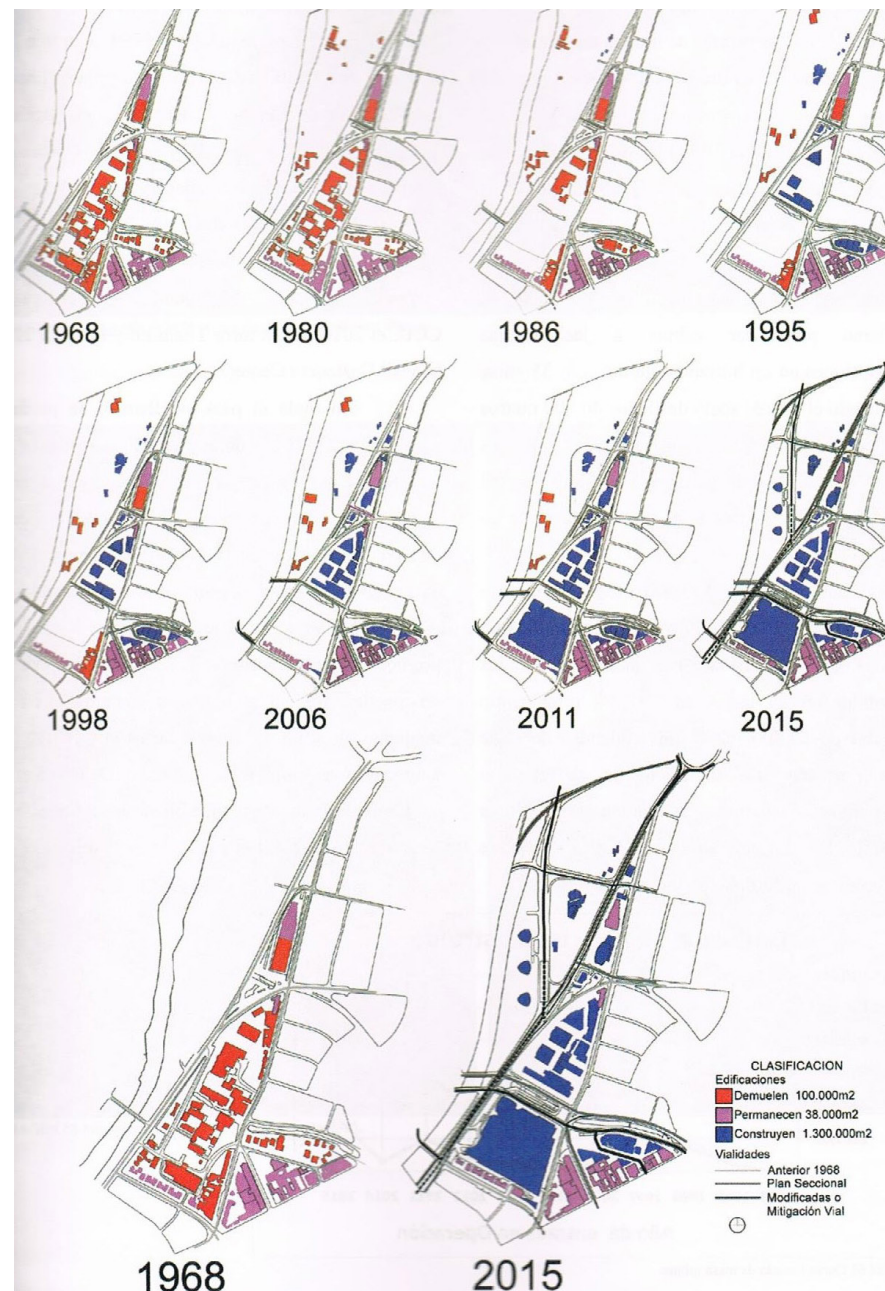 1968
1980
1986
1995
1998
2006
2011
2015
1968
2015
CLASIFICACION
Edificaciones
Demuelen 100.000m2
Permanecen 38.000m2
Construyen 1.300.000m2
Vialidades
Anterior 1968
Plan Seccional
Modificadas o
Mitigación Vial